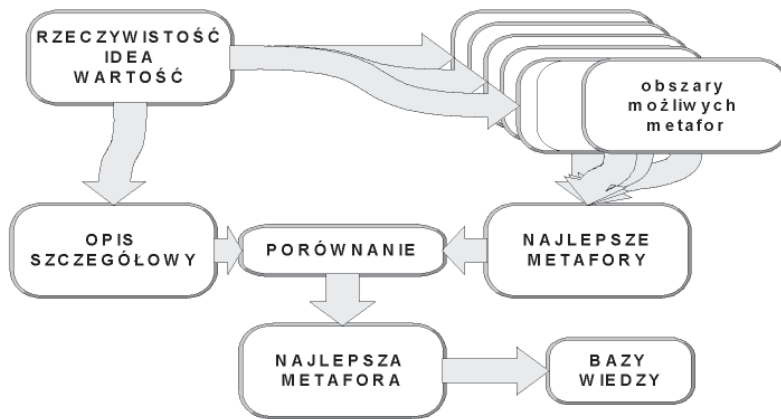 RZECZYWISTOŚĆ
IDEA
WARTOŚĆ
obszary
możliwych
metafor
OPIS
SZCZEGÓŁOWY
PORÓWNANIE
NAJLEPSZE
METAFORY
NAJLEPSZA
METAFORA
BAZY
WIEDZY